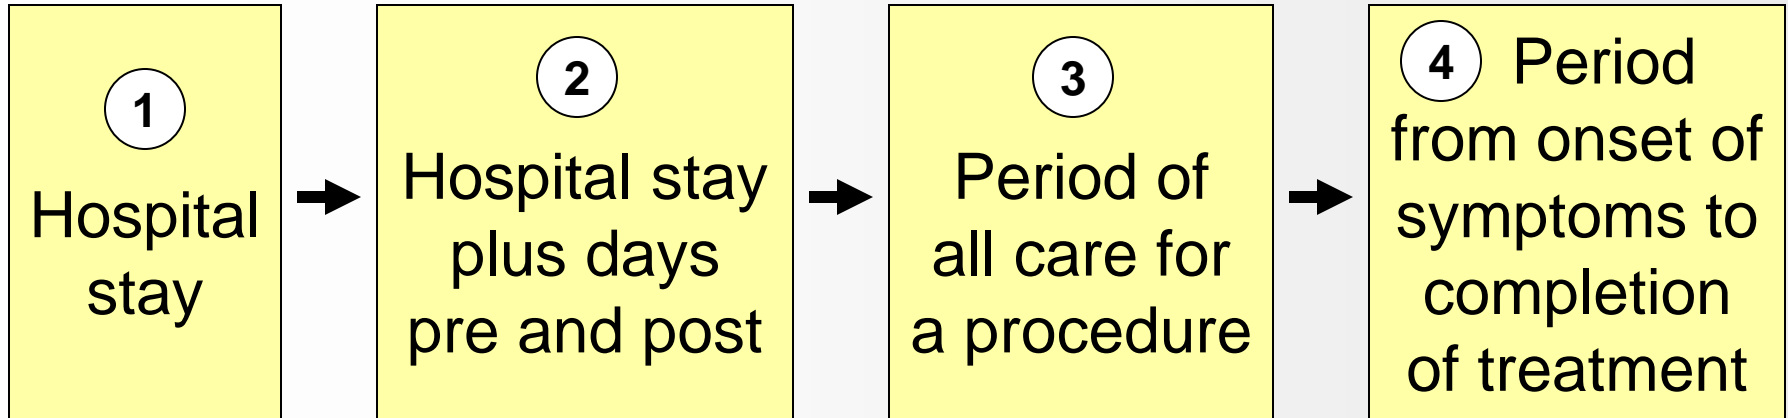 1
Hospital
stay
2
Hospital stay
plus days
pre and post
3
Period of
all care for
a procedure
4 Period
from onset of
symptoms to
completion
of treatment